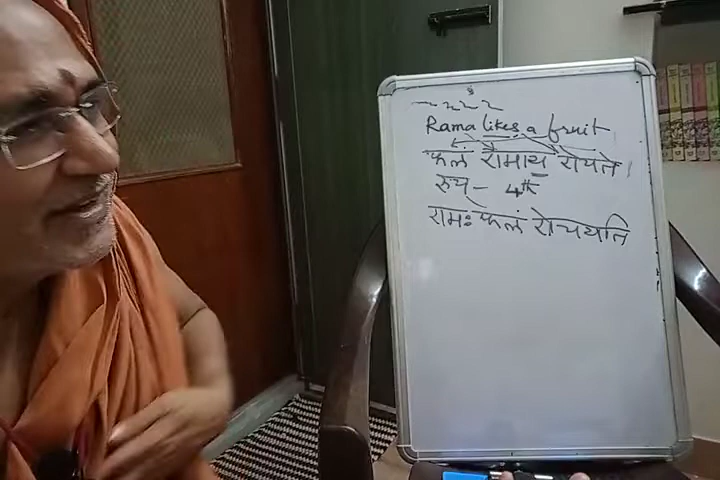 Rama likes a fruit
फलं रामाय रोचते
रुच् - 4th
रामः फलं रोचयति